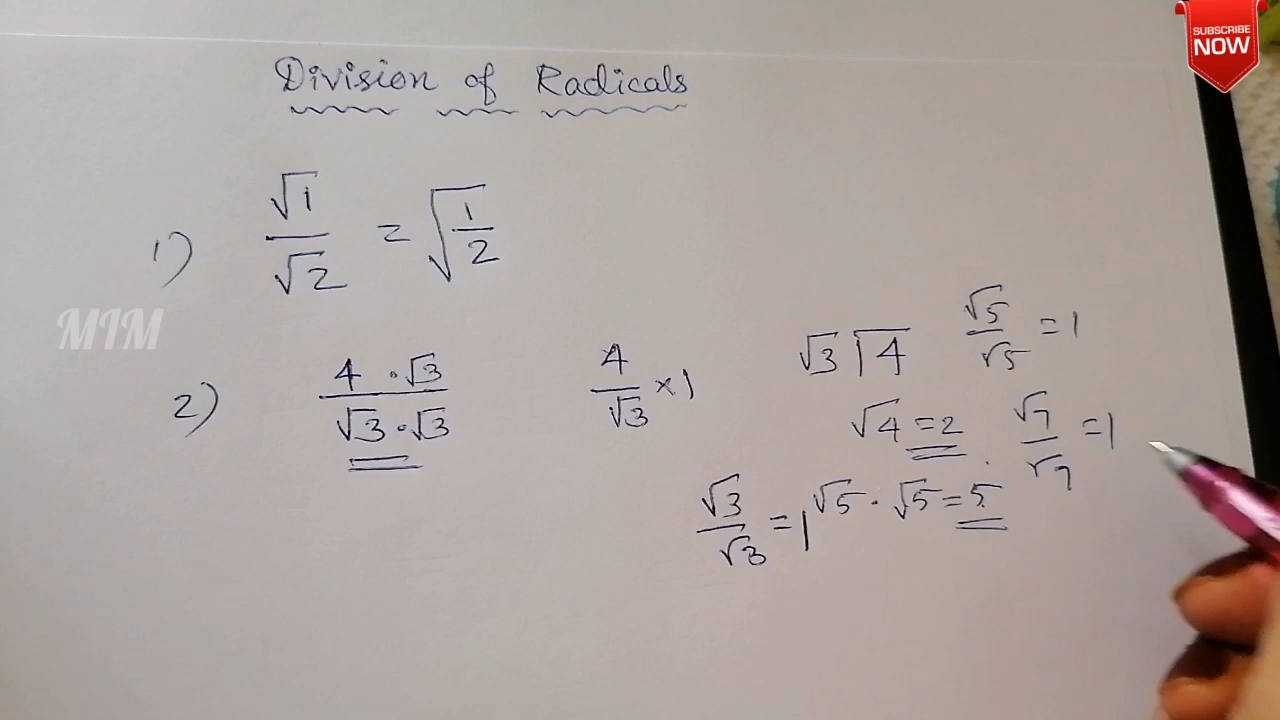 SUBSCRIBE
NOW
Division of Radicals
1) √1/√2 = √(1/2)
MIM
2) 4 · √3 / √3 · √3
4/√3 × 1
√3 | 4
√5/√5 = 1
√4 = 2
√7/√7 = 1
√3/√3 = 1
√5 · √5 = 5